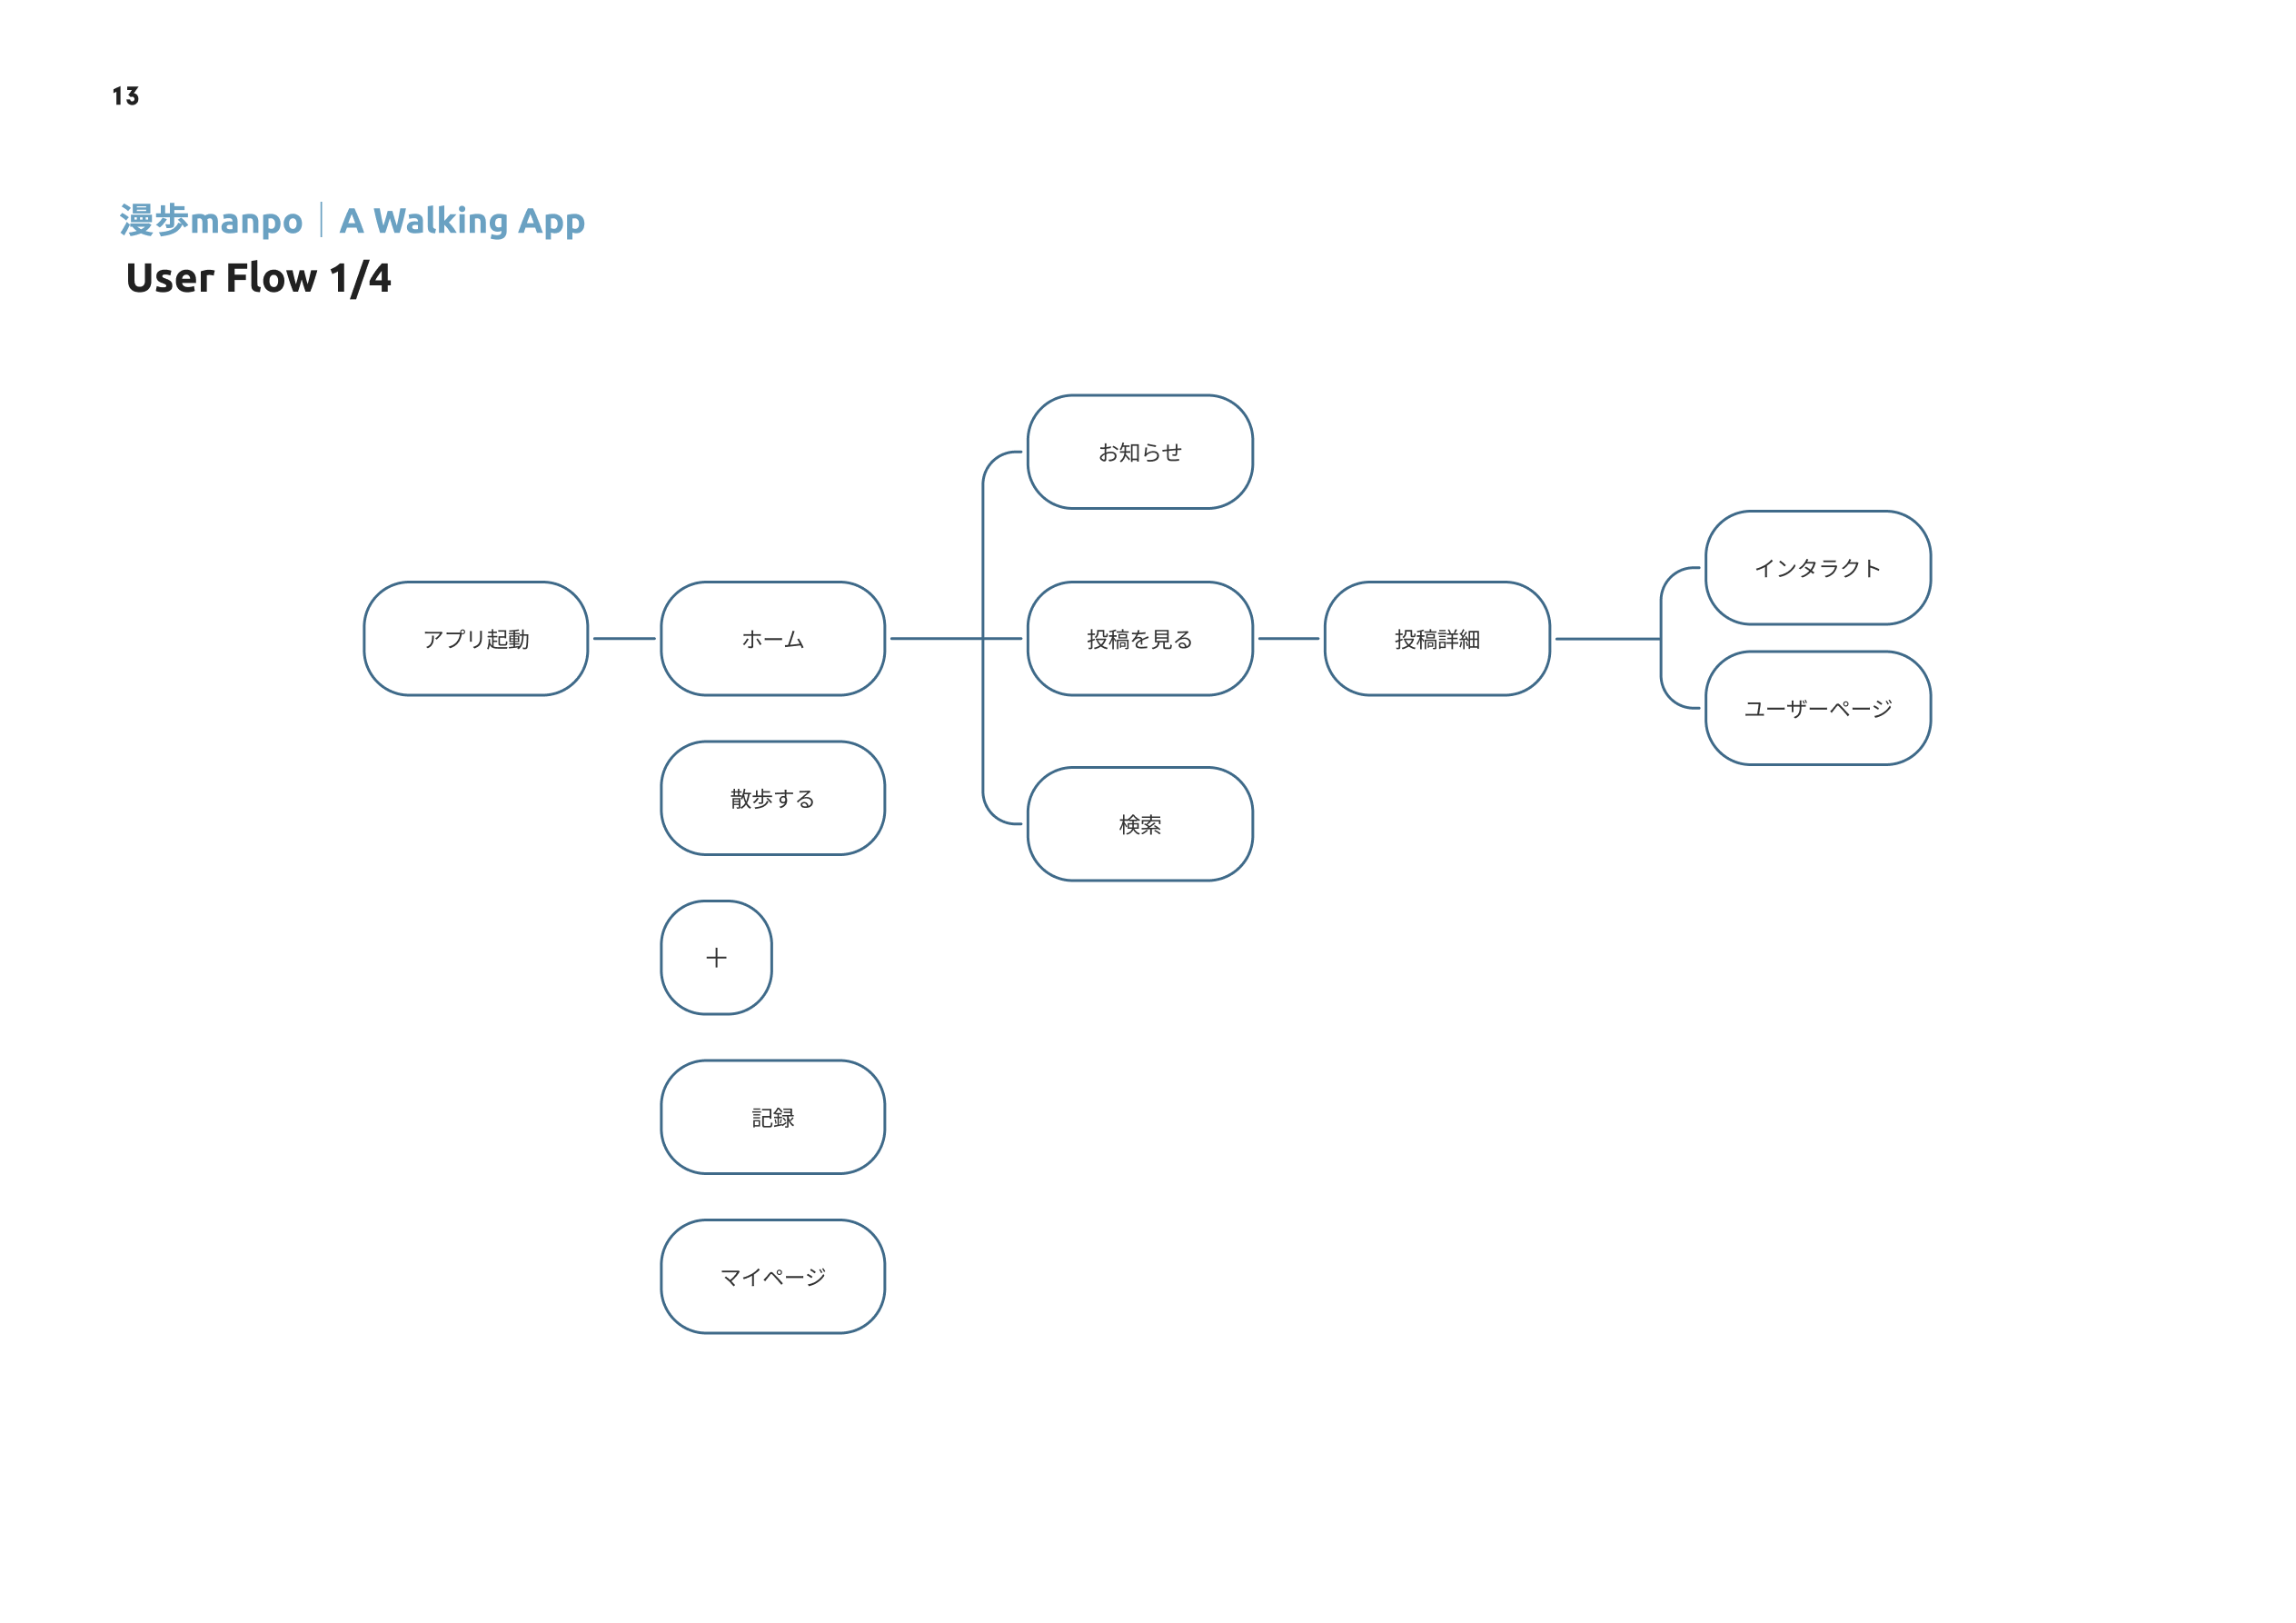 13
漫歩manpo | A Walking App
User Flow 1/4
お知らせ
インタラクト
アプリ起動
ホーム
投稿を見る
投稿詳細
ユーザーページ
散歩する
検索
+
記録
マイページ